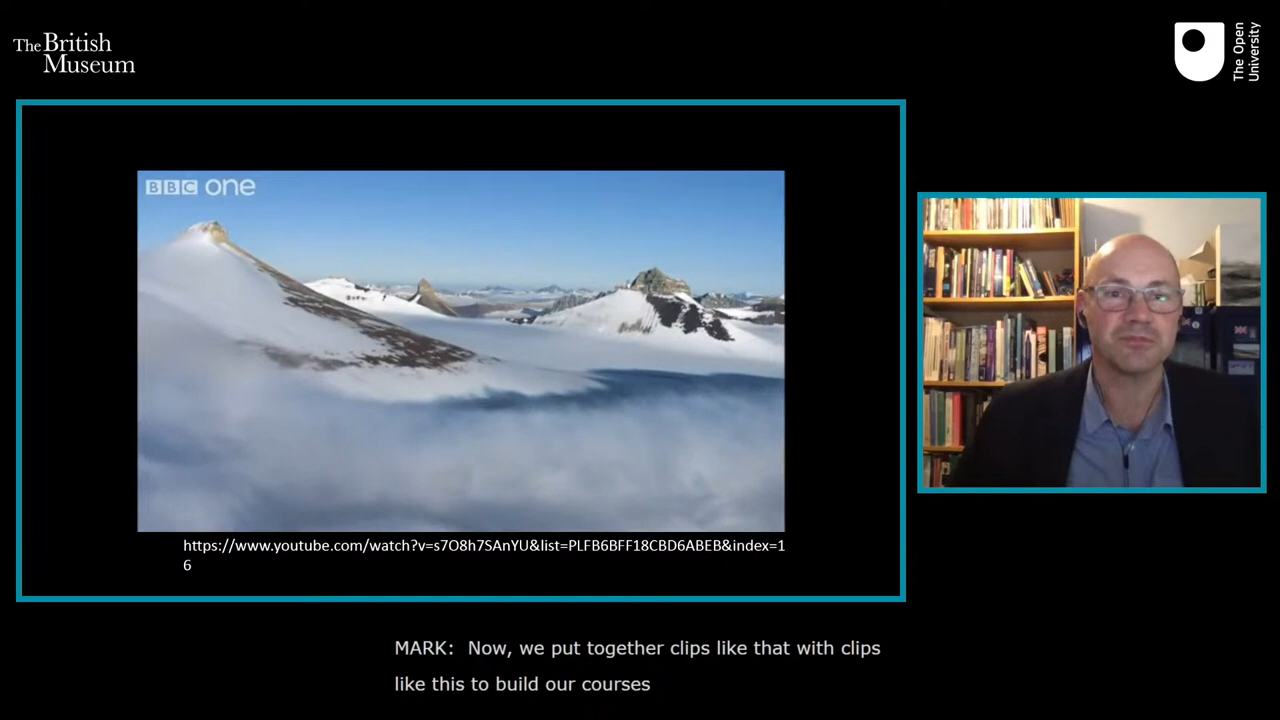 The British
Museum
The Open
University
BBC one
https://www.youtube.com/watch?v=s7O8h7SAnYU&list=PLFB6BFF18CBD6ABEB&index=1
6
MARK:  Now, we put together clips like that with clips
like this to build our courses